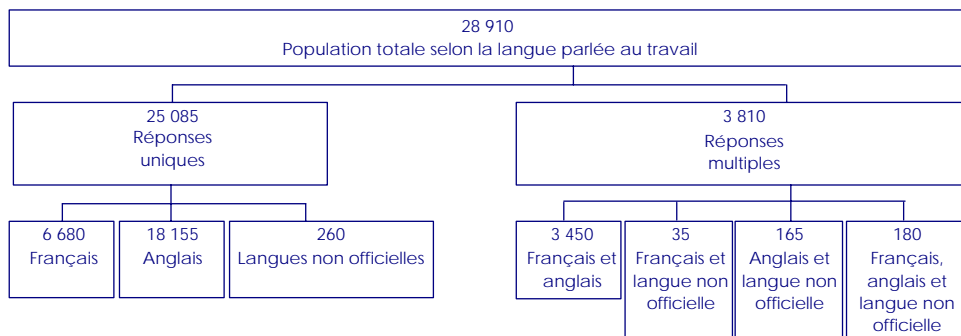 28 910
Population totale selon la langue parlée au travail
25 085
Réponses
uniques
3 810
Réponses
multiples
6 680
Français
18 155
Anglais
260
Langues non officielles
3 450
Français et
anglais
35
Français et
langue non
officielle
165
Anglais et
langue non
officielle
180
Français,
anglais et
langue non
officielle